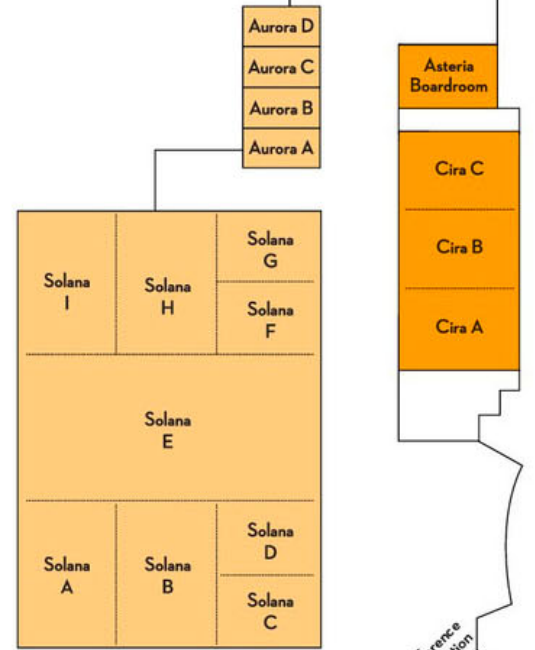 Aurora D
Aurora C
Aurora B
Aurora A
Asteria
Boardroom
Cira C
Cira B
Cira A
Solana
I
Solana
H
Solana
G
Solana
F
Solana
E
Solana
A
Solana
B
Solana
D
Solana
C